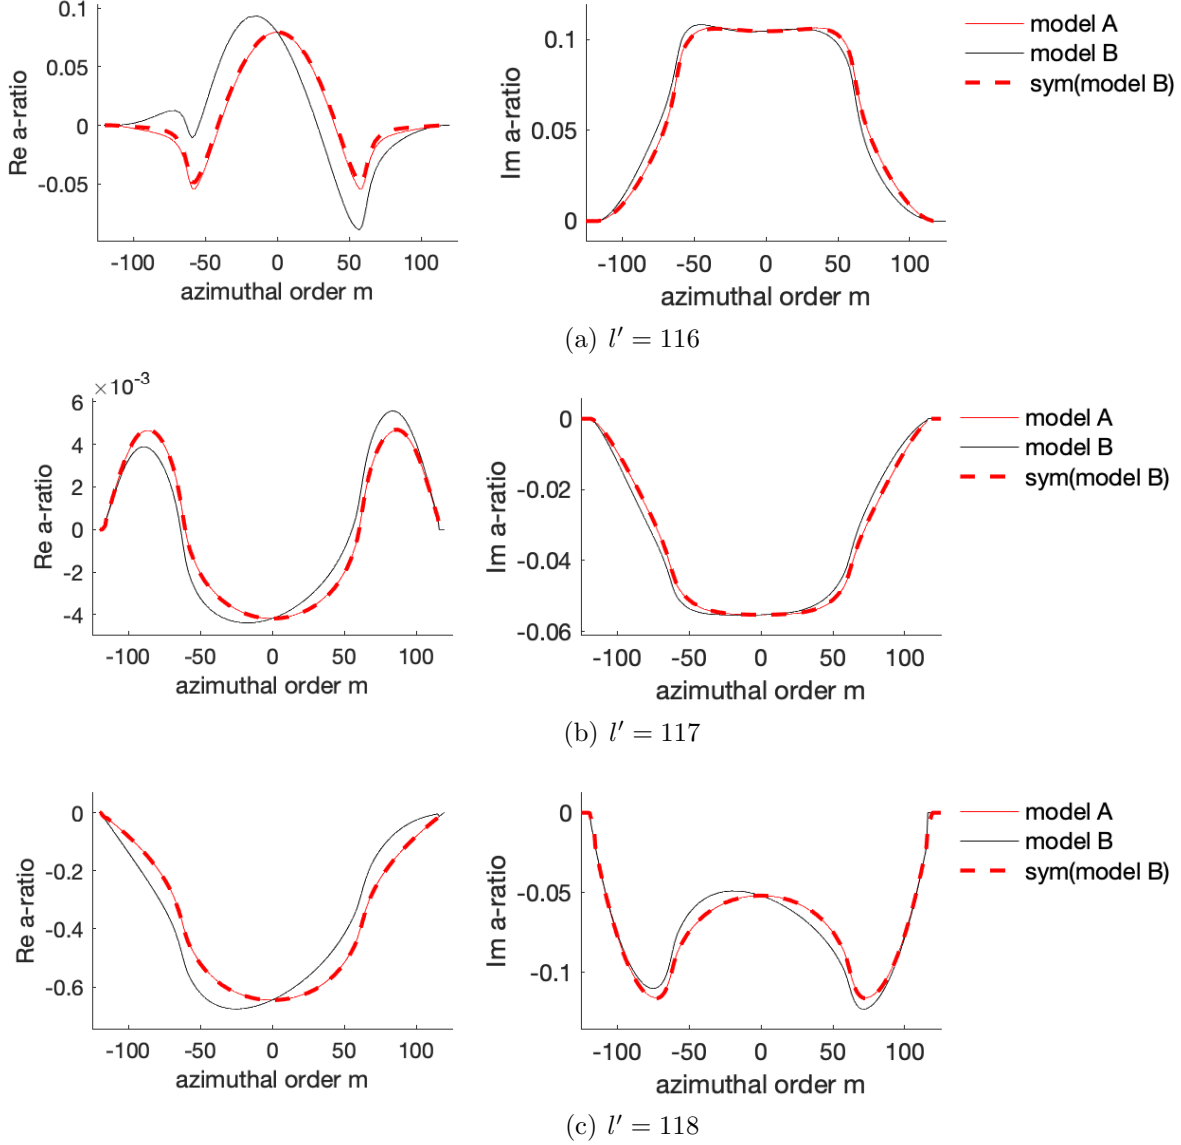 0.1
0.05
0
-0.05
Re a-ratio
-100 -50 0 50 100
azimuthal order m
0.1
0.05
0
Im a-ratio
-100 -50 0 50 100
azimuthal order m
model A
model B
sym(model B)
(a) l′ = 116
×10-3
6
4
2
0
-2
-4
Re a-ratio
-100 -50 0 50 100
azimuthal order m
0
-0.02
-0.04
-0.06
Im a-ratio
-100 -50 0 50 100
azimuthal order m
model A
model B
sym(model B)
(b) l′ = 117
0
-0.2
-0.4
-0.6
Re a-ratio
-100 -50 0 50 100
azimuthal order m
0
-0.05
-0.1
Im a-ratio
-100 -50 0 50 100
azimuthal order m
model A
model B
sym(model B)
(c) l′ = 118